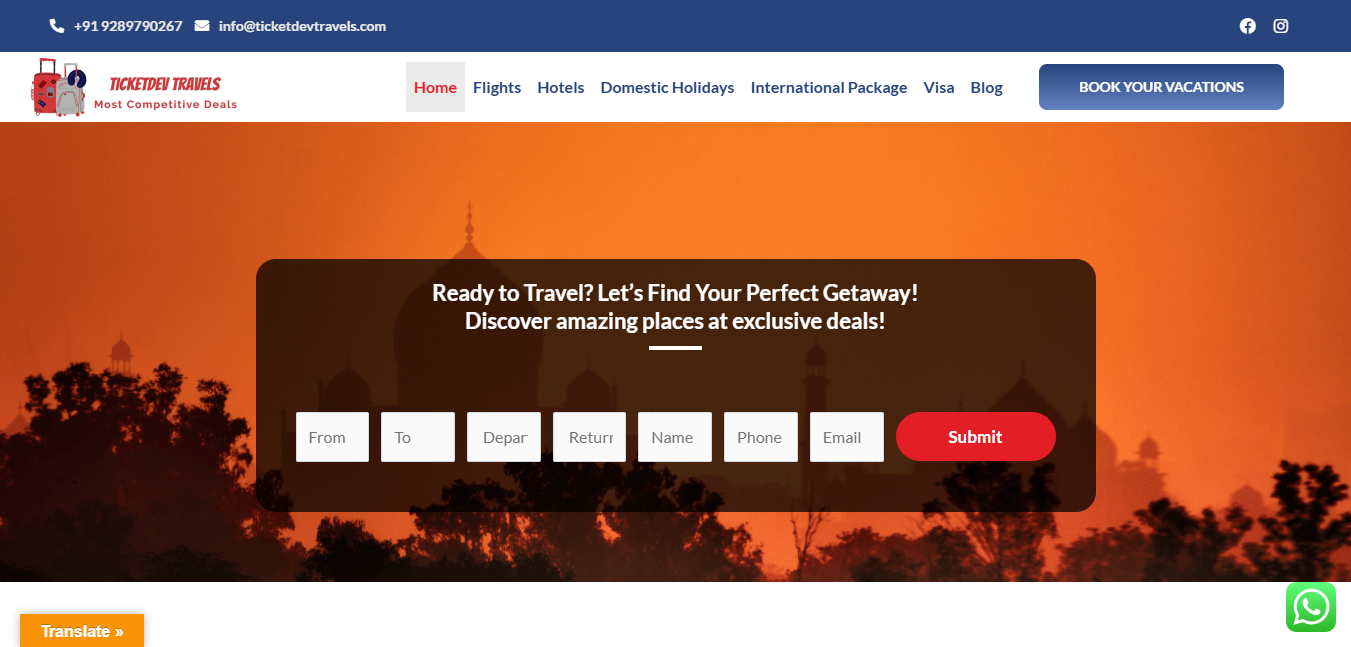 +91 9289790267 info@ticketdevtravels.com
TICKETDEV TRAVELS
Most Competitive Deals
Home Flights Hotels Domestic Holidays International Package Visa Blog
BOOK YOUR VACATIONS
Ready to Travel? Let’s Find Your Perfect Getaway!
Discover amazing places at exclusive deals!
From To Depar Return Name Phone Email Submit
Translate »